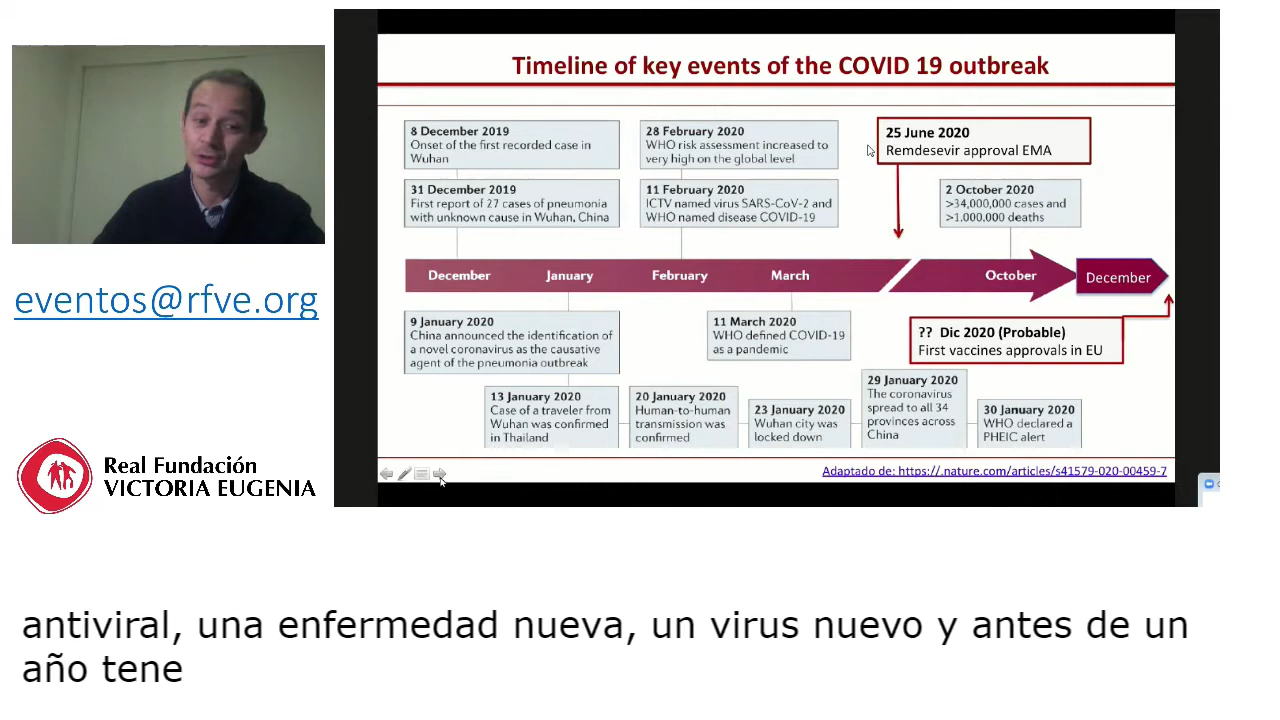 Timeline of key events of the COVID 19 outbreak
8 December 2019
Onset of the first recorded case in
Wuhan
28 February 2020
WHO risk assessment increased to
very high on the global level
25 June 2020
Remdesevir approval EMA
31 December 2019
First report of 27 cases of pneumonia
with unknown cause in Wuhan, China
11 February 2020
ICTV named virus SARS-CoV-2 and
WHO named disease COVID-19
2 October 2020
>34,000,000 cases and
>1.000.000 deaths
December
January
February
March
October
December
9 January 2020
China announced the identification of
a novel coronavirus as the causative
agent of the pneumonia outbreak
11 March 2020
WHO defined COVID-19
as a pandemic
?? Dic 2020 (Probable)
First vaccines approvals in EU
13 January 2020
Case of a traveler from
Wuhan was confirmed
in Thailand
20 January 2020
Human-to-human
transmission was
confirmed
23 January 2020
Wuhan city was
locked down
29 January 2020
The coronavirus
spread to all 34
provinces across
China
30 January 2020
WHO declared a
PHEIC alert
Adaptado de: https://.nature.com/articles/s41579-020-00459-7
eventos@rfve.org
Real Fundación
VICTORIA EUGENIA
antiviral, una enfermedad nueva, un virus nuevo y antes de un
año tene